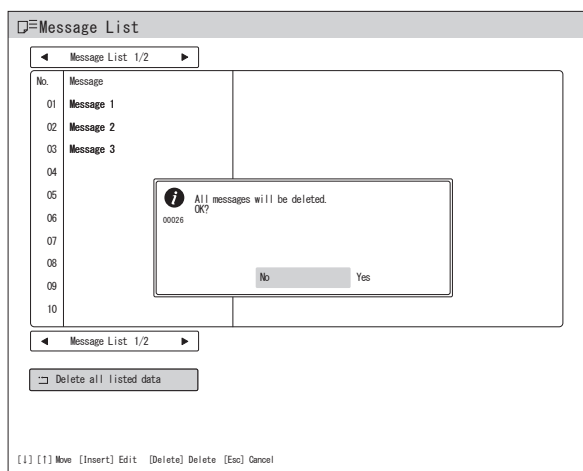 Message List
◀ Message List 1/2 ▶
No. Message
01 Message 1
02 Message 2
03 Message 3
04
05
06
07
08
09
10
All messages will be deleted.
OK?
00026
No Yes
◀ Message List 1/2 ▶
Delete all listed data
[↓] [↑] Move [Insert] Edit [Delete] Delete [Esc] Cancel